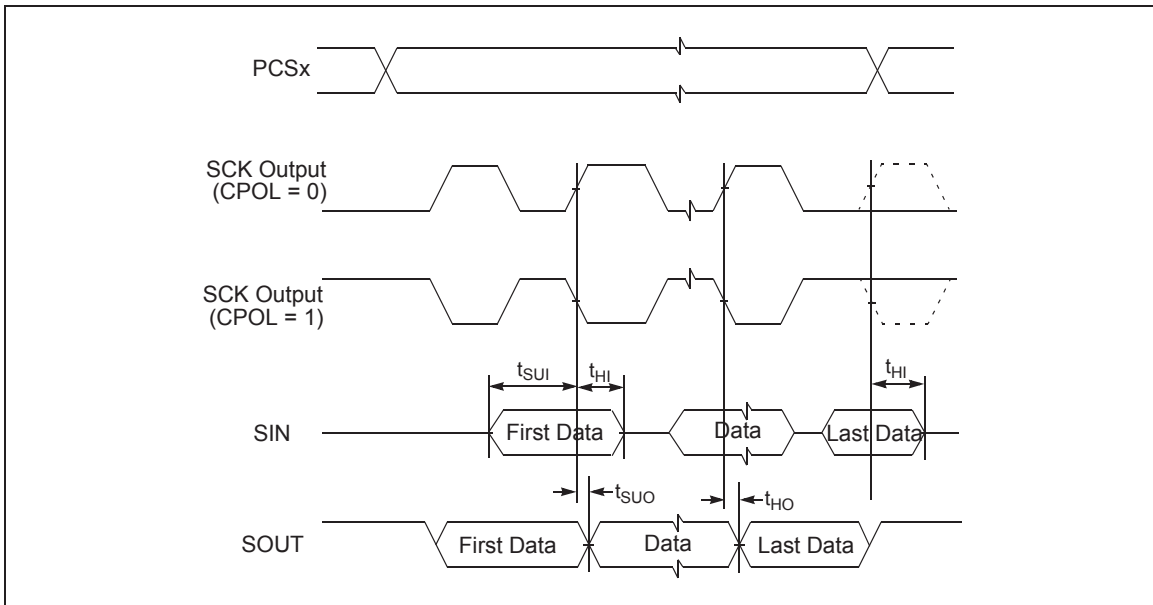 PCSx
SCK Output
(CPOL = 0)
SCK Output
(CPOL = 1)
tSUI
tHI
tHI
SIN
First Data
Data
Last Data
tSUO
tHO
SOUT
First Data
Data
Last Data